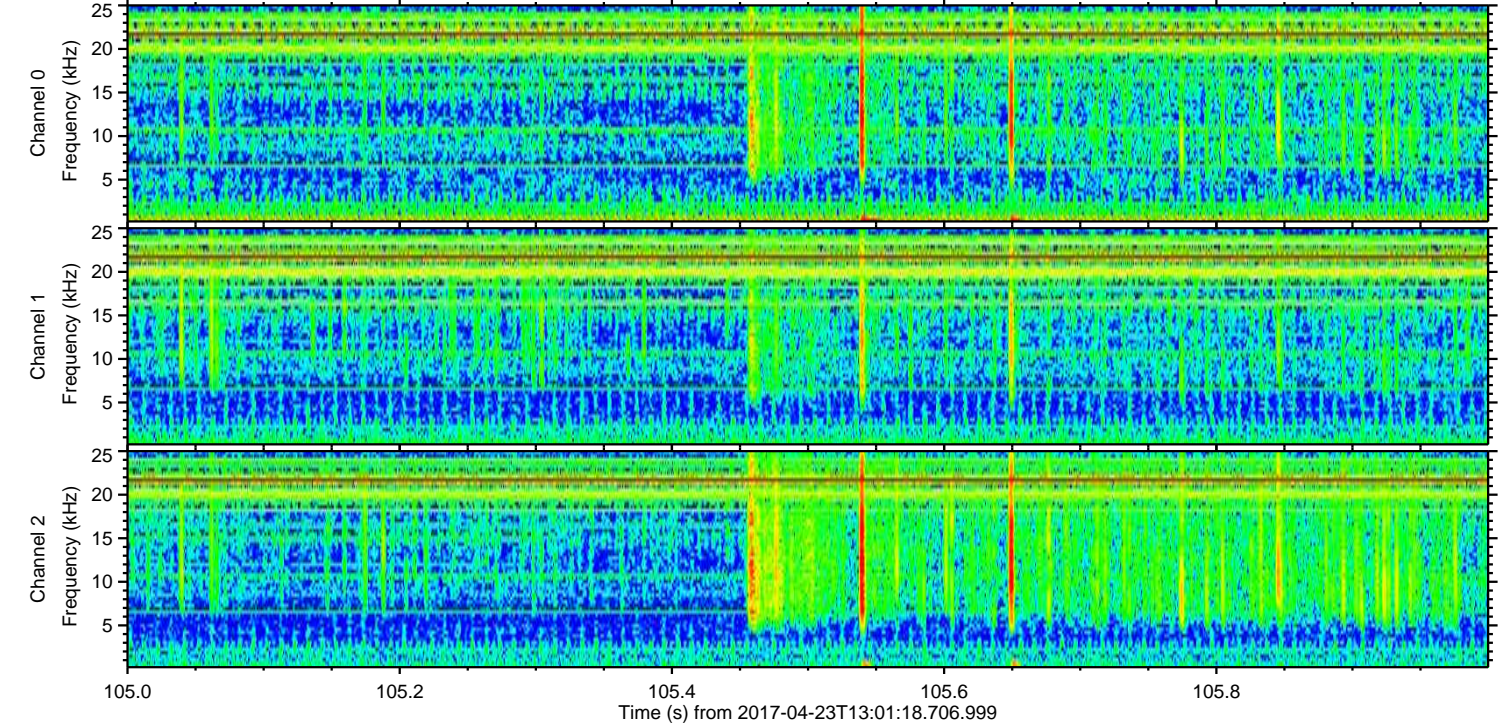 25
20
15
10
5
Channel 0
Frequency (kHz)
25
20
15
10
5
Channel 1
Frequency (kHz)
25
20
15
10
5
Channel 2
Frequency (kHz)
105.0 105.2 105.4 105.6 105.8
Time (s) from 2017-04-23T13:01:18.706.999